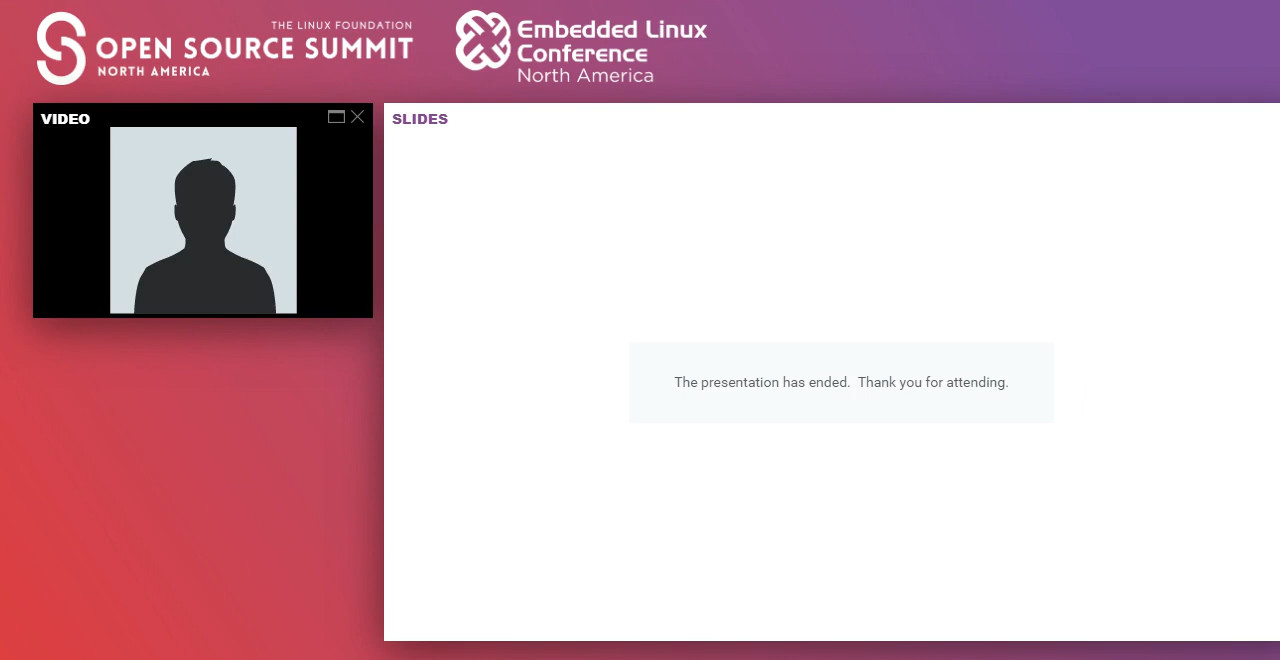 THE LINUX FOUNDATION
OPEN SOURCE SUMMIT
NORTH AMERICA
Embedded Linux
Conference
North America
VIDEO
SLIDES
The presentation has ended.  Thank you for attending.